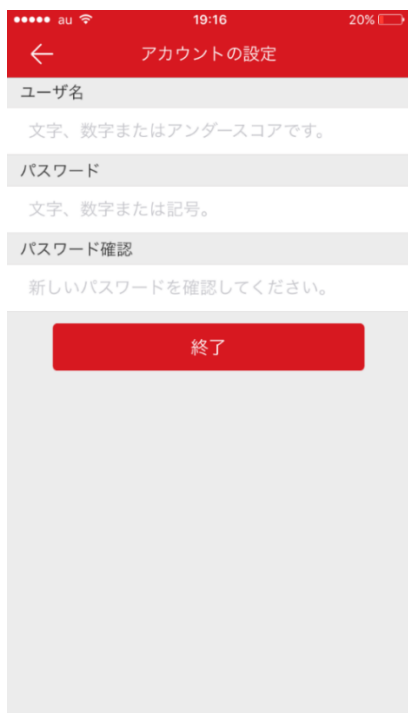 au 19:16 20%
アカウントの設定
ユーザ名
文字、数字またはアンダースコアです。
パスワード
文字、数字または記号。
パスワード確認
新しいパスワードを確認してください。
終了